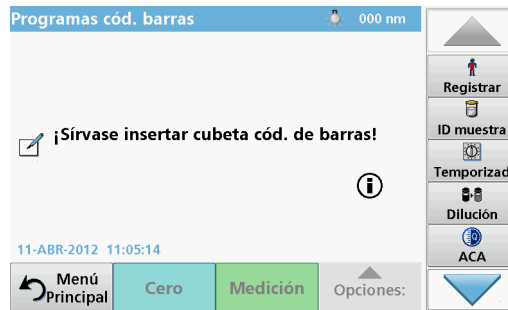 Programas cód. barras
000 nm
¡Sírvase insertar cubeta cód. de barras!
11-ABR-2012 11:05:14
Menú
Principal
Cero
Medición
Opciones:
Registrar
ID muestra
Temporizad
Dilución
ACA